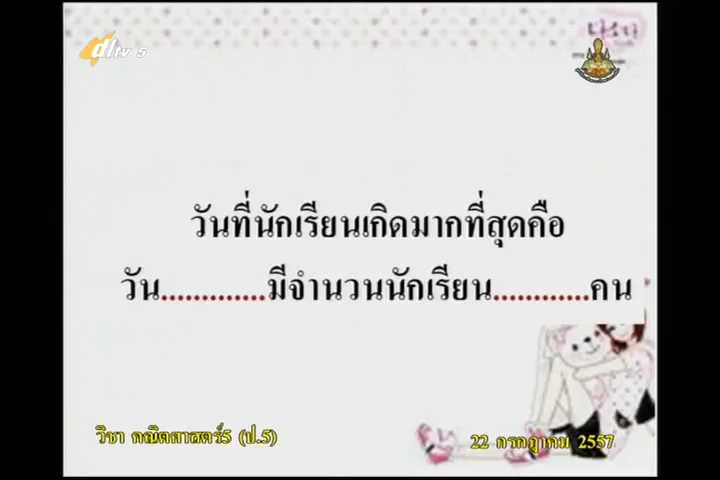 dltv 5
วันที่นักเรียนเกิดมากที่สุดคือ
วัน.............มีจำนวนนักเรียน............คน
วิชา คณิตศาสตร์5 (ป.5)
22 กรกฎาคม 2557